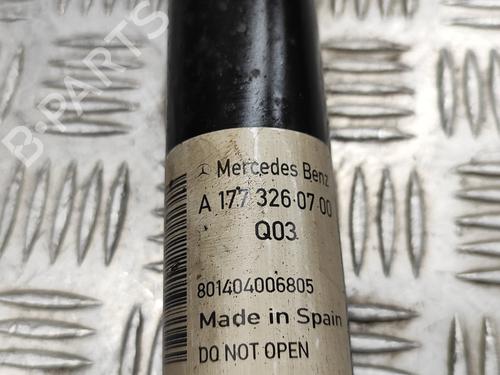 B-PARTS
Mercedes Benz
A 177 326 07 00
Q03
801404006805
Made in Spain
DO NOT OPEN